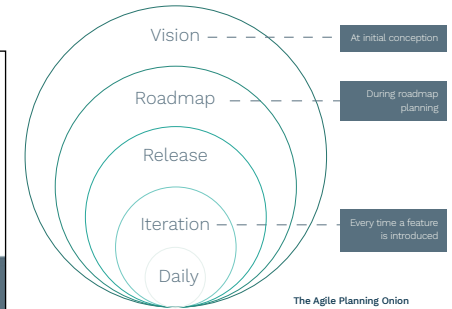 Vision
At initial conception
Roadmap
During roadmap
planning
Release
Iteration
Every time a feature
is introduced
Daily
The Agile Planning Onion